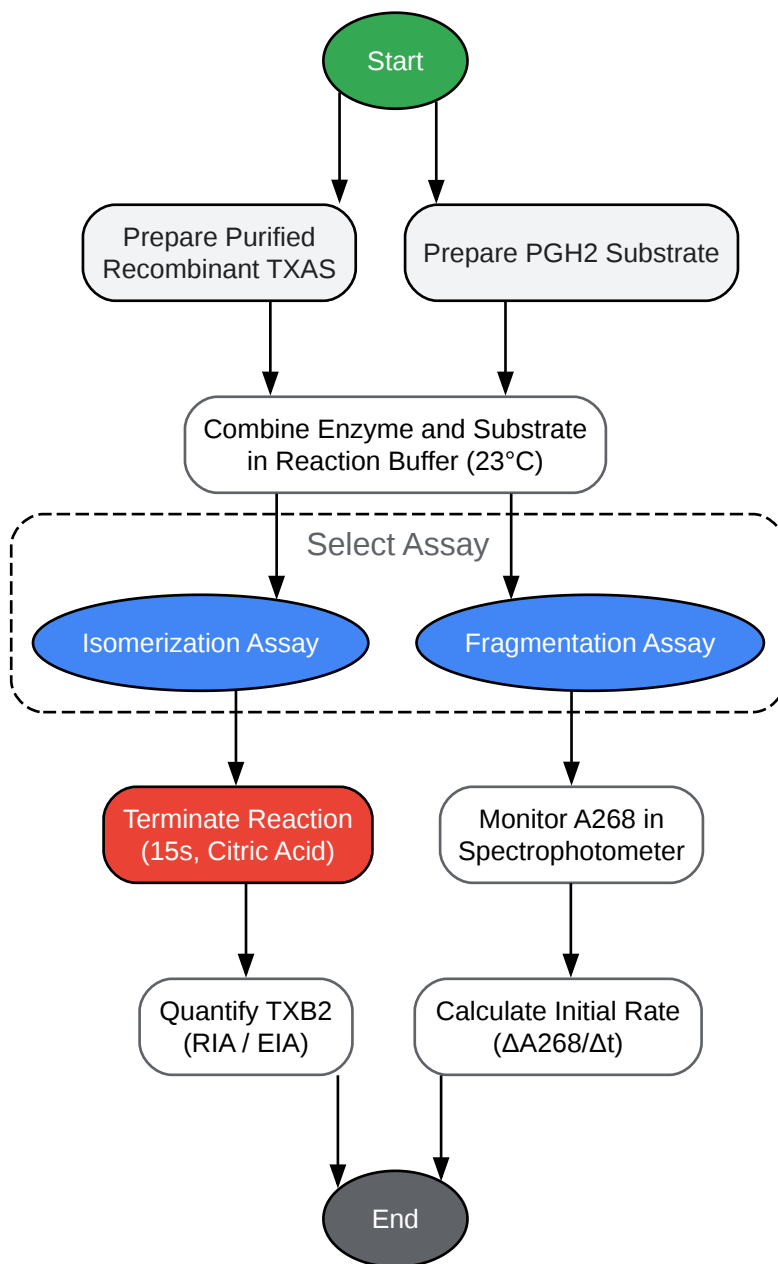 Start
Prepare Purified
Recombinant TXAS
Prepare PGH2 Substrate
Combine Enzyme and Substrate
in Reaction Buffer (23°C)
Select Assay
Isomerization Assay
Fragmentation Assay
Terminate Reaction
(15s, Citric Acid)
Monitor A268 in
Spectrophotometer
Quantify TXB2
(RIA / EIA)
Calculate Initial Rate
(ΔA268/Δt)
End